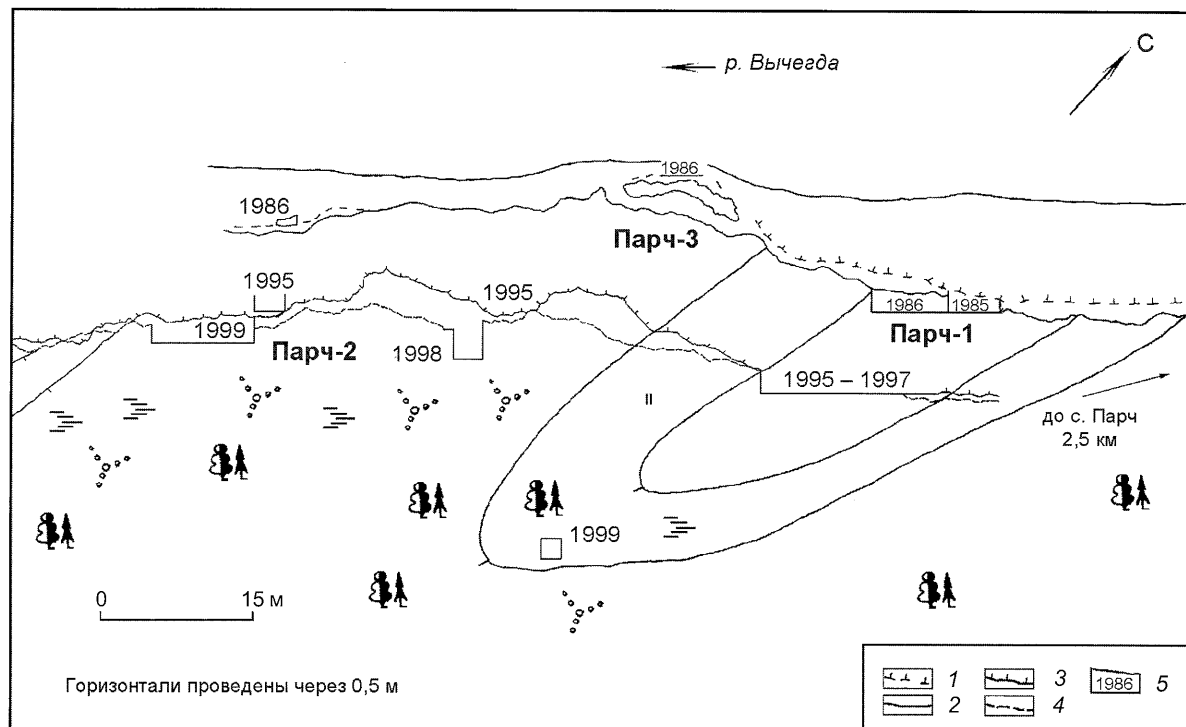 С
р. Вычегда
1986
1986
Парч-3
1995
1995
1986
1985
Парч-1
1999
Парч-2
1998
1995 – 1997
II
до с. Парч
2,5 км
1999
0 15 м
Горизонтали проведены через 0,5 м
1 3 1986 5
2 4